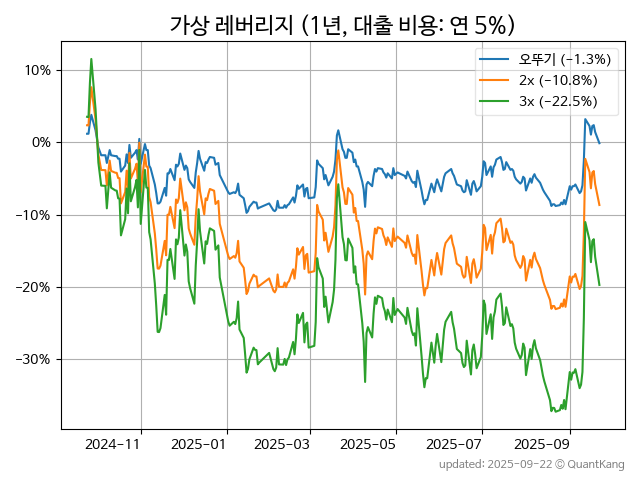 가상 레버리지 (1년, 대출 비용: 연 5%)
오뚜기 (−1.3%)
2x (−10.8%)
3x (−22.5%)
10%
0%
−10%
−20%
−30%
2024-11
2025-01
2025-03
2025-05
2025-07
2025-09
updated: 2025-09-22 © QuantKang